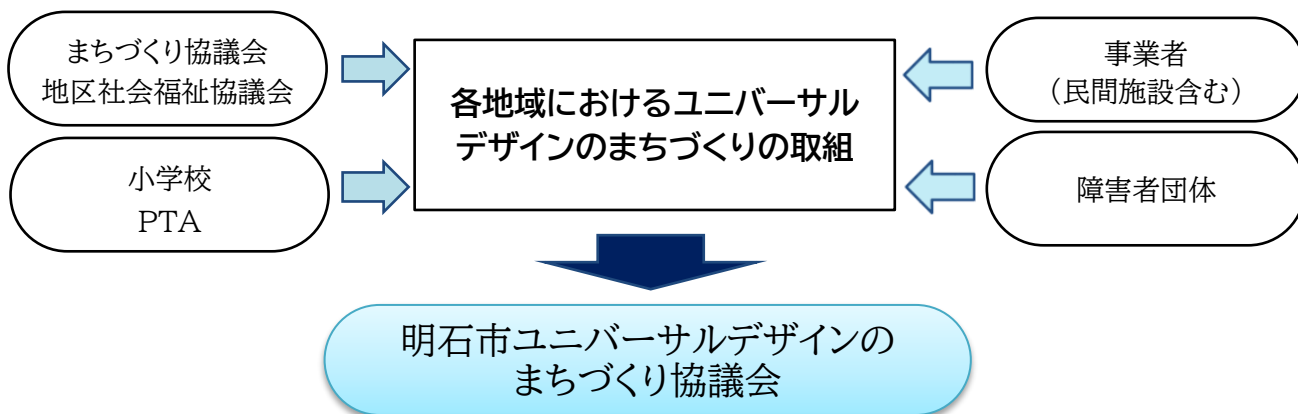 まちづくり協議会
地区社会福祉協議会
小学校
PTA
各地域におけるユニバーサル
デザインのまちづくりの取組
事業者
（民間施設含む）
障害者団体
明石市ユニバーサルデザインの
まちづくり協議会